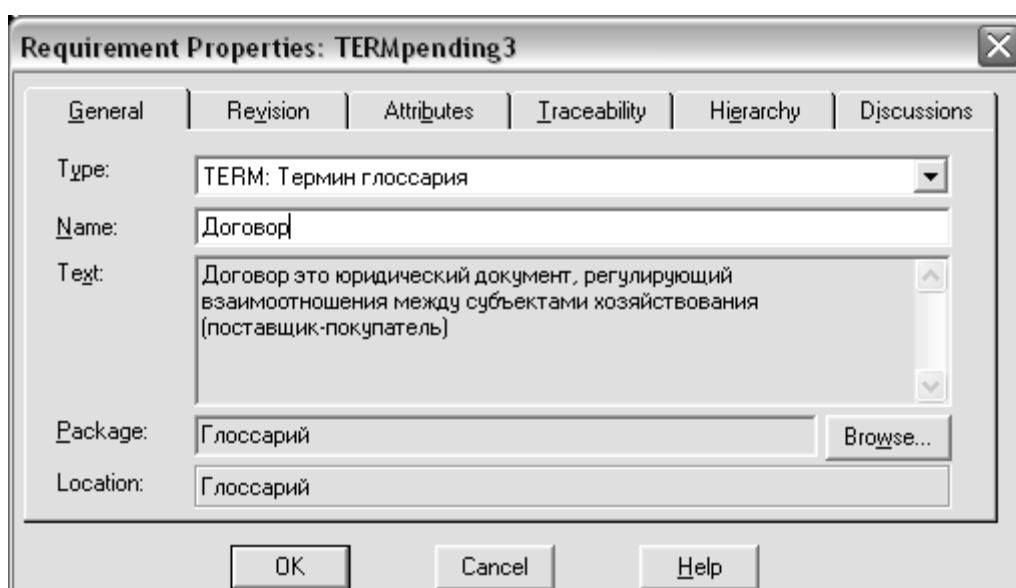 Requirement Properties: TERMpending3
General Revision Attributes Traceability Hierarchy Discussions
Type: TERM: Термин глоссария
Name: Договор
Text: Договор это юридический документ, регулирующий
взаимоотношения между субъектами хозяйствования
(поставщик-покупатель)
Package: Глоссарий Browse...
Location: Глоссарий
OK Cancel Help